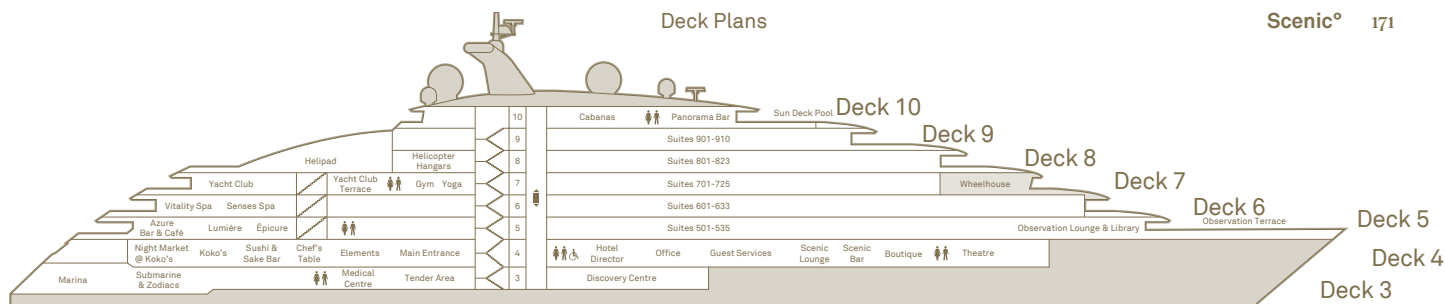 Deck Plans
Scenic° 171
10 Cabanas Panorama Bar Sun Deck Pool Deck 10
9 Suites 901-910 Deck 9
Helipad Helicopter
Hangars 8 Suites 801-823 Deck 8
Yacht Club Yacht Club
Terrace Gym Yoga 7 Suites 701-725 Wheelhouse Deck 7
Vitality Spa Senses Spa 6 Suites 601-633 Deck 6
Azure
Bar & Café Lumière Épicure 5 Suites 501-535 Observation Lounge & Library Observation Terrace Deck 5
Night Market
@ Koko's Koko's Sushi &
Sake Bar Chef's
Table Elements Main Entrance 4 Hotel
Director Office Guest Services Scenic
Lounge Scenic
Bar Boutique Theatre Deck 4
Marina Submarine
& Zodiacs Medical
Centre Tender Area 3 Discovery Centre Deck 3